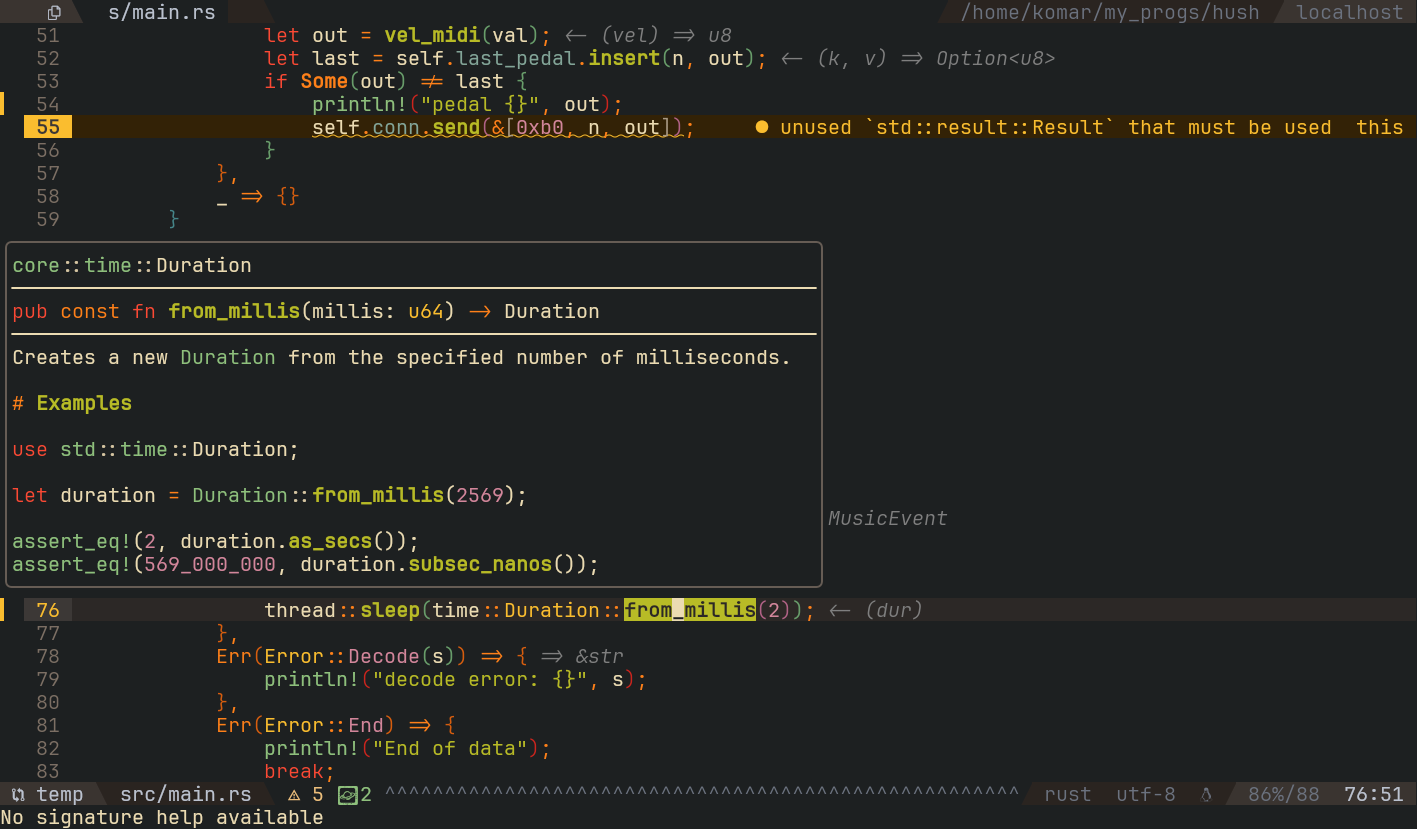 s/main.rs /home/komar/my_progs/hush localhost
51 let out = vel_midi(val); <- (vel) => u8
52 let last = self.last_pedal.insert(n, out); <- (k, v) => Option<u8>
53 if Some(out) != last {
54 println!("pedal {}", out);
55 self.conn.send(&[0xb0, n, out]); ● unused `std::result::Result` that must be used this
56 }
57 },
58 _ => {}
59 }
core::time::Duration
pub const fn from_millis(millis: u64) -> Duration
Creates a new Duration from the specified number of milliseconds.
# Examples
use std::time::Duration;
let duration = Duration::from_millis(2569);
MusicEvent
assert_eq!(2, duration.as_secs());
assert_eq!(569_000_000, duration.subsec_nanos());
76 thread::sleep(time::Duration::from_millis(2)); <- (dur)
77 },
78 Err(Error::Decode(s)) => { => &str
79 println!("decode error: {}", s);
80 },
81 Err(Error::End) => {
82 println!("End of data");
83 break;
temp src/main.rs ⚠ 5 2 ^^^^^^^^^^^^^^^^^^^^^^^^^^^^^^^^^^^^^^^^^^^^^^^^^^^^^ rust utf-8 86%/88 76:51
No signature help available